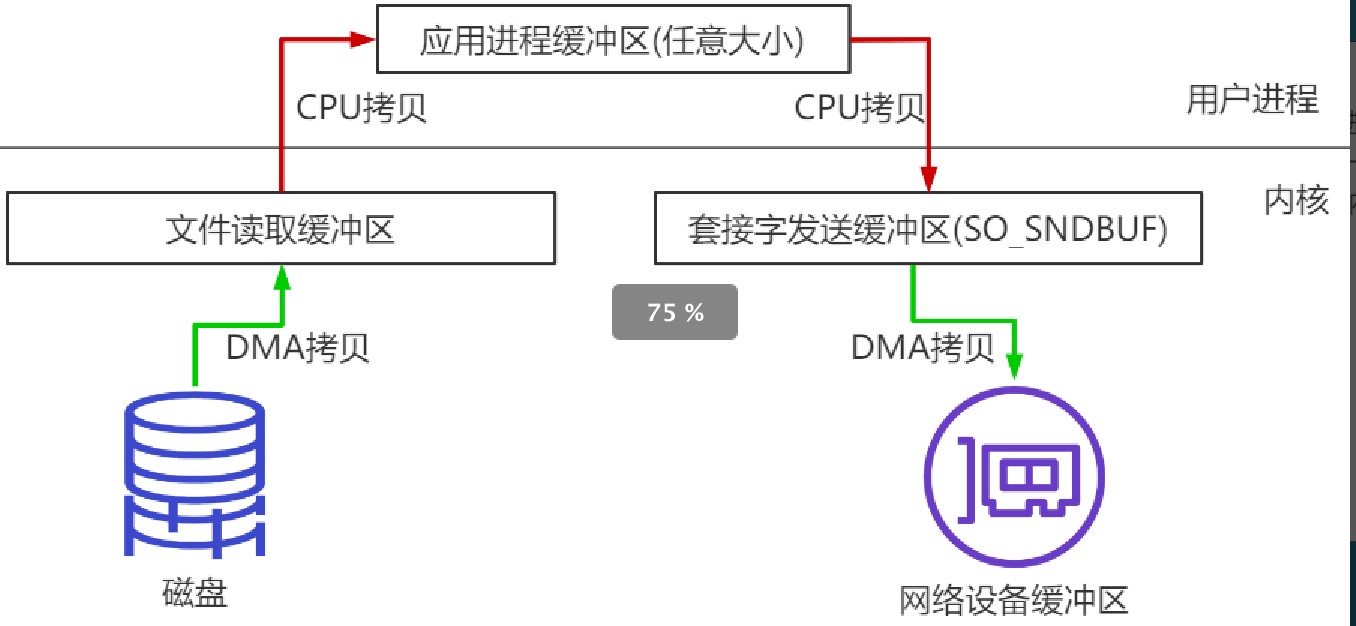 应用进程缓冲区(任意大小)
CPU拷贝
CPU拷贝
用户进程
内核
文件读取缓冲区
套接字发送缓冲区(SO_SNDBUF)
75 %
DMA拷贝
DMA拷贝
磁盘
网络设备缓冲区